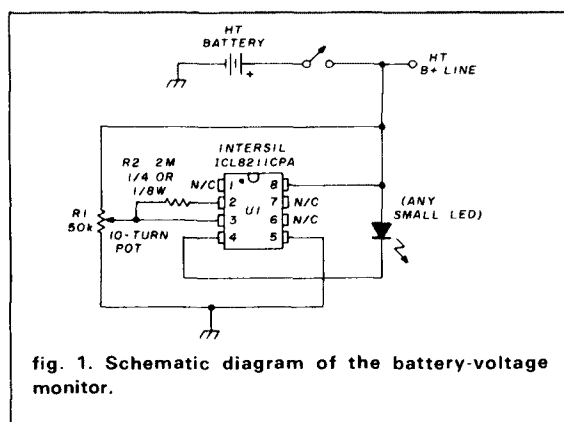 HT
BATTERY
+
HT
B+ LINE
INTERSIL
ICL8211CPA
R2 2M
1/4 OR
1/8W
N/C
1
8
2
7
N/C
U1
3
6
N/C
4
5
R1
50k
10-TURN
POT
(ANY
SMALL LED)
fig. 1. Schematic diagram of the battery-voltage
monitor.